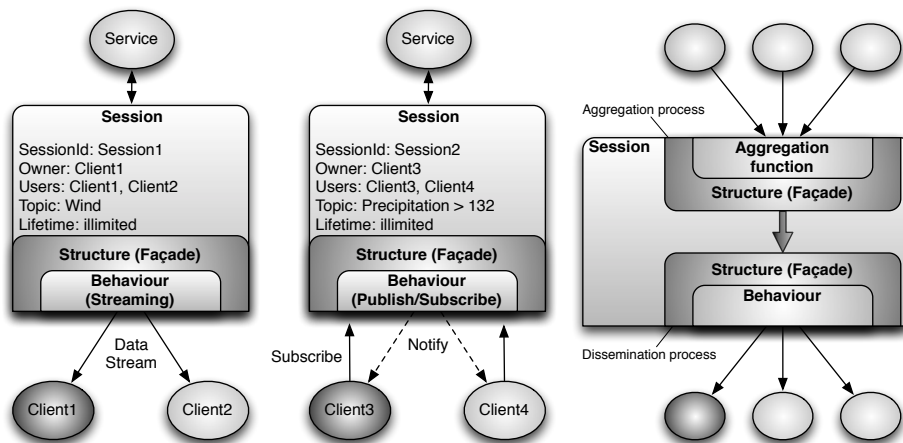 Service
Session
SessionId: Session1
Owner: Client1
Users: Client1, Client2
Topic: Wind
Lifetime: illimited
Structure (Façade)
Behaviour
(Streaming)
Data
Stream
Client1
Client2
Service
Session
SessionId: Session2
Owner: Client3
Users: Client3, Client4
Topic: Precipitation > 132
Lifetime: illimited
Structure (Façade)
Behaviour
(Publish/Subscribe)
Subscribe
Notify
Client3
Client4
Aggregation process
Session
Aggregation
function
Structure (Façade)
Structure (Façade)
Behaviour
Dissemination process